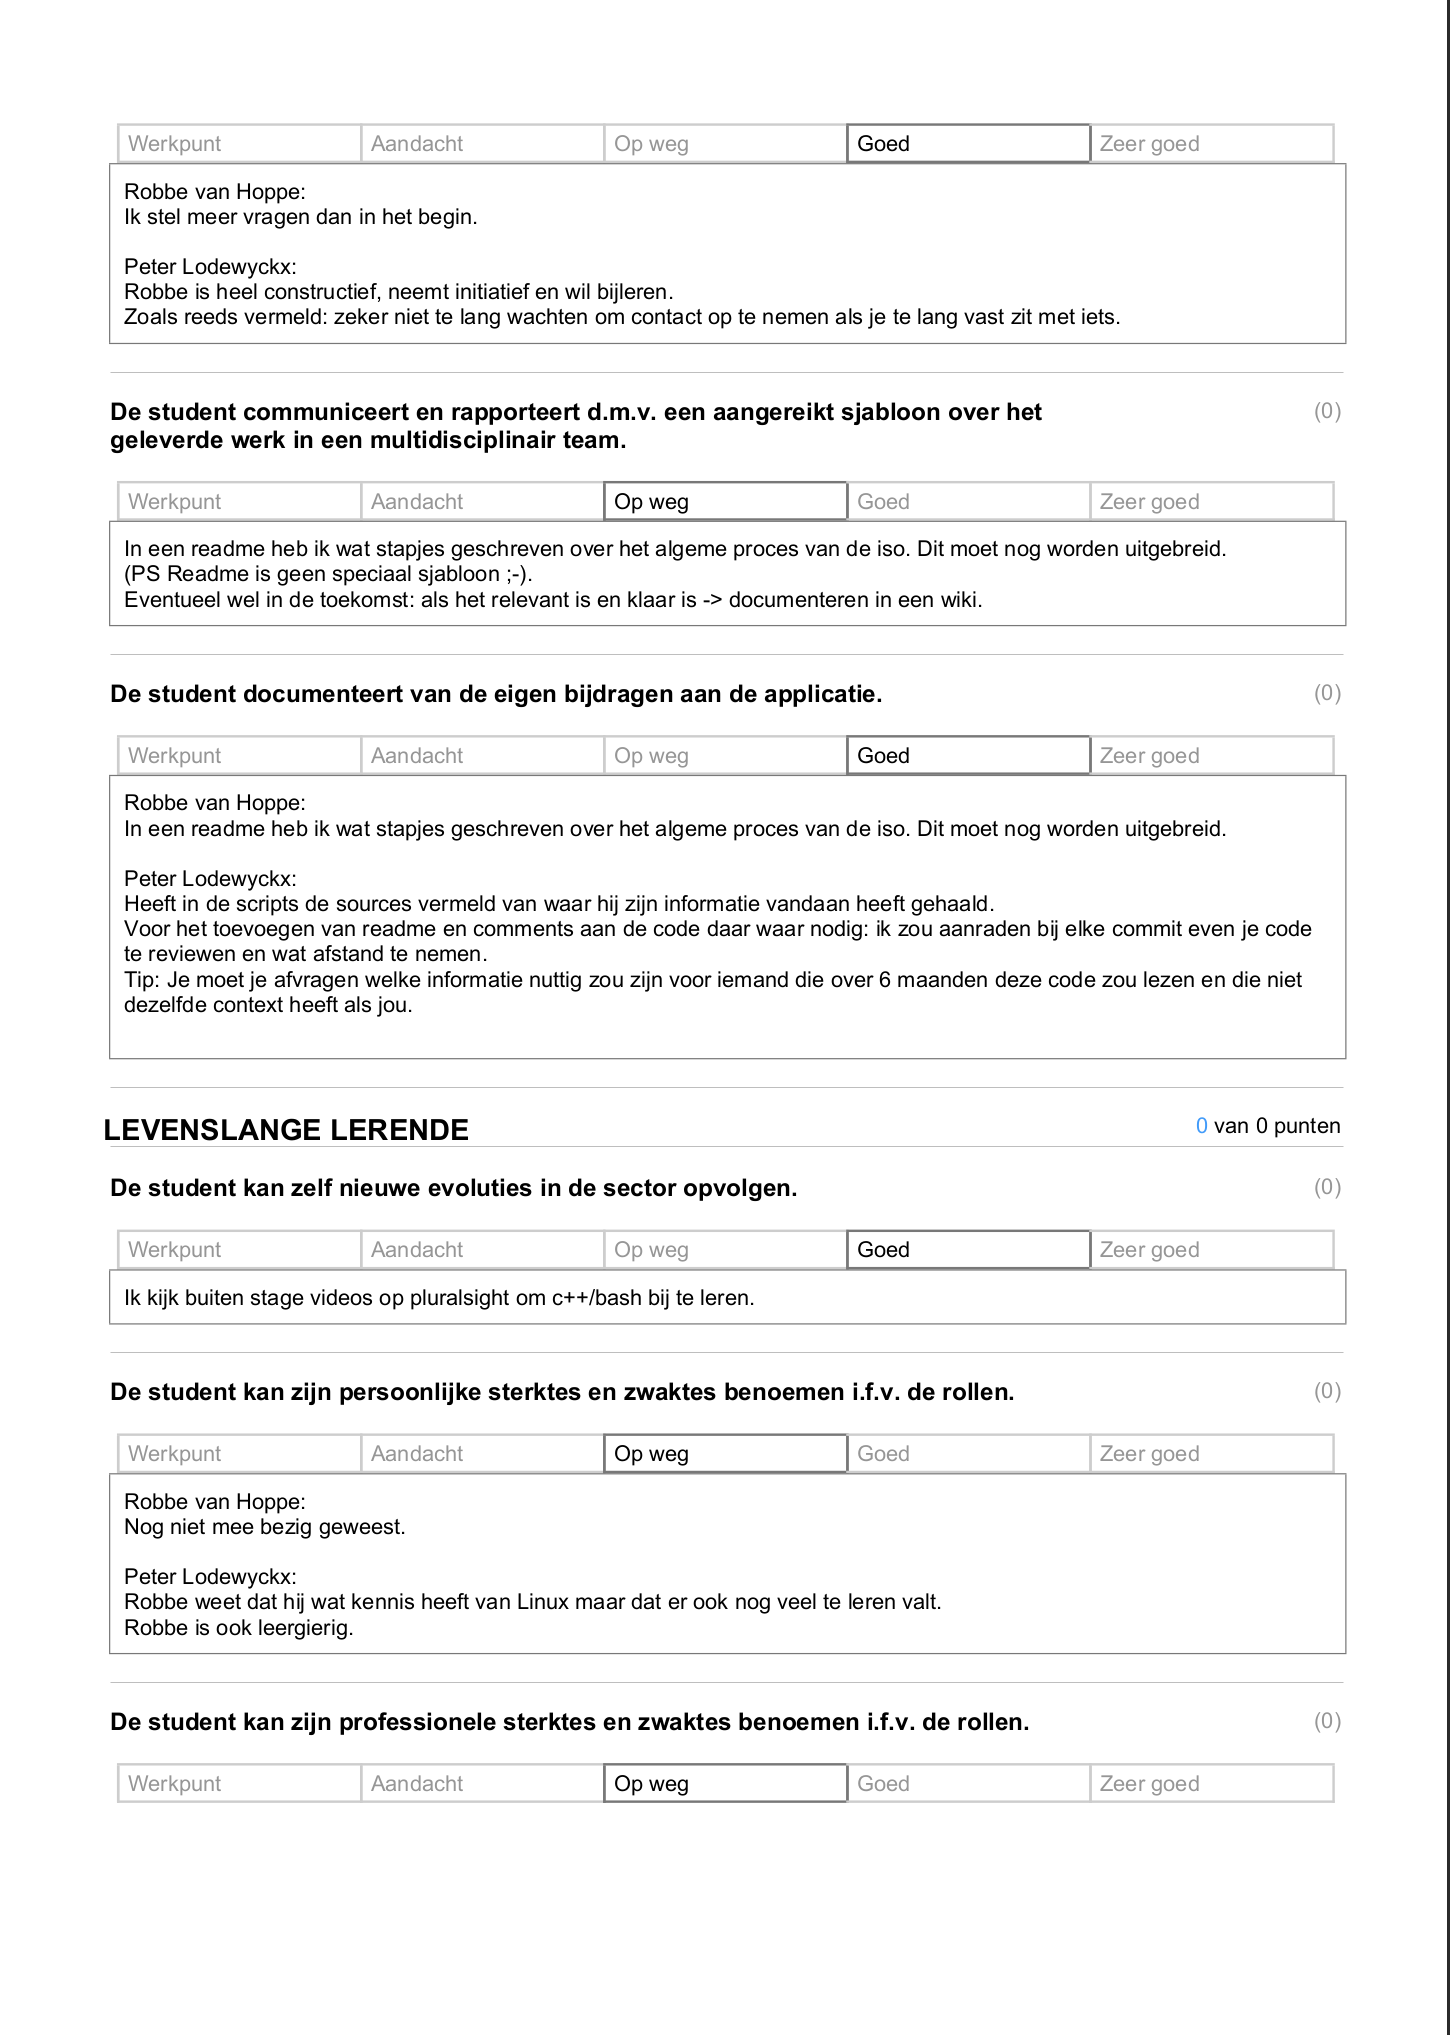 Werkpunt Aandacht Op weg Goed Zeer goed
Robbe van Hoppe:
Ik stel meer vragen dan in het begin.
Peter Lodewyckx:
Robbe is heel constructief, neemt initiatief en wil bijleren.
Zoals reeds vermeld: zeker niet te lang wachten om contact op te nemen als je te lang vast zit met iets.
De student communiceert en rapporteert d.m.v. een aangereikt sjabloon over het (0)
geleverde werk in een multidisciplinair team.
Werkpunt Aandacht Op weg Goed Zeer goed
In een readme heb ik wat stapjes geschreven over het algeme proces van de iso. Dit moet nog worden uitgebreid.
(PS Readme is geen speciaal sjabloon ;-).
Eventueel wel in de toekomst: als het relevant is en klaar is -> documenteren in een wiki.
De student documenteert van de eigen bijdragen aan de applicatie. (0)
Werkpunt Aandacht Op weg Goed Zeer goed
Robbe van Hoppe:
In een readme heb ik wat stapjes geschreven over het algeme proces van de iso. Dit moet nog worden uitgebreid.
Peter Lodewyckx:
Heeft in de scripts de sources vermeld van waar hij zijn informatie vandaan heeft gehaald.
Voor het toevoegen van readme en comments aan de code daar waar nodig: ik zou aanraden bij elke commit even je code
te reviewen en wat afstand te nemen.
Tip: Je moet je afvragen welke informatie nuttig zou zijn voor iemand die over 6 maanden deze code zou lezen en die niet
dezelfde context heeft als jou.
LEVENSLANGE LERENDE 0 van 0 punten
De student kan zelf nieuwe evoluties in de sector opvolgen. (0)
Werkpunt Aandacht Op weg Goed Zeer goed
Ik kijk buiten stage videos op pluralsight om c++/bash bij te leren.
De student kan zijn persoonlijke sterktes en zwaktes benoemen i.f.v. de rollen. (0)
Werkpunt Aandacht Op weg Goed Zeer goed
Robbe van Hoppe:
Nog niet mee bezig geweest.
Peter Lodewyckx:
Robbe weet dat hij wat kennis heeft van Linux maar dat er ook nog veel te leren valt.
Robbe is ook leergierig.
De student kan zijn professionele sterktes en zwaktes benoemen i.f.v. de rollen. (0)
Werkpunt Aandacht Op weg Goed Zeer goed